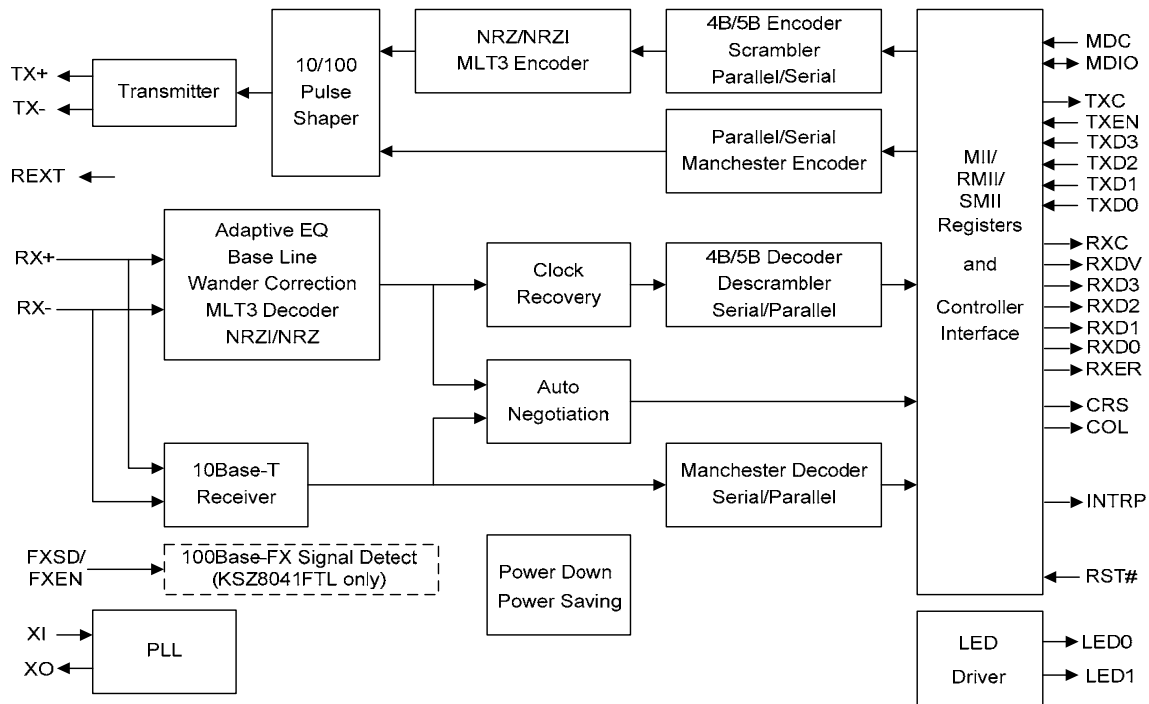 4B/5B Encoder
Scrambler
Parallel/Serial
NRZ/NRZI
MLT3 Encoder
10/100
Pulse
Shaper
Transmitter
TX+
TX-
Parallel/Serial
Manchester Encoder
REXT
MII/
RMII/
SMII
Registers
and
Controller
Interface
MDC
MDIO
TXC
TXEN
TXD3
TXD2
TXD1
TXD0
RXC
RXDV
RXD3
RXD2
RXD1
RXD0
RXER
CRS
COL
INTRP
RST#
RX+
RX-
Adaptive EQ
Base Line
Wander Correction
MLT3 Decoder
NRZI/NRZ
Clock
Recovery
4B/5B Decoder
Descrambler
Serial/Parallel
Auto
Negotiation
10Base-T
Receiver
Manchester Decoder
Serial/Parallel
FXSD/
FXEN
100Base-FX Signal Detect
(KSZ8041FTL only)
Power Down
Power Saving
XI
XO
PLL
LED
Driver
LED0
LED1